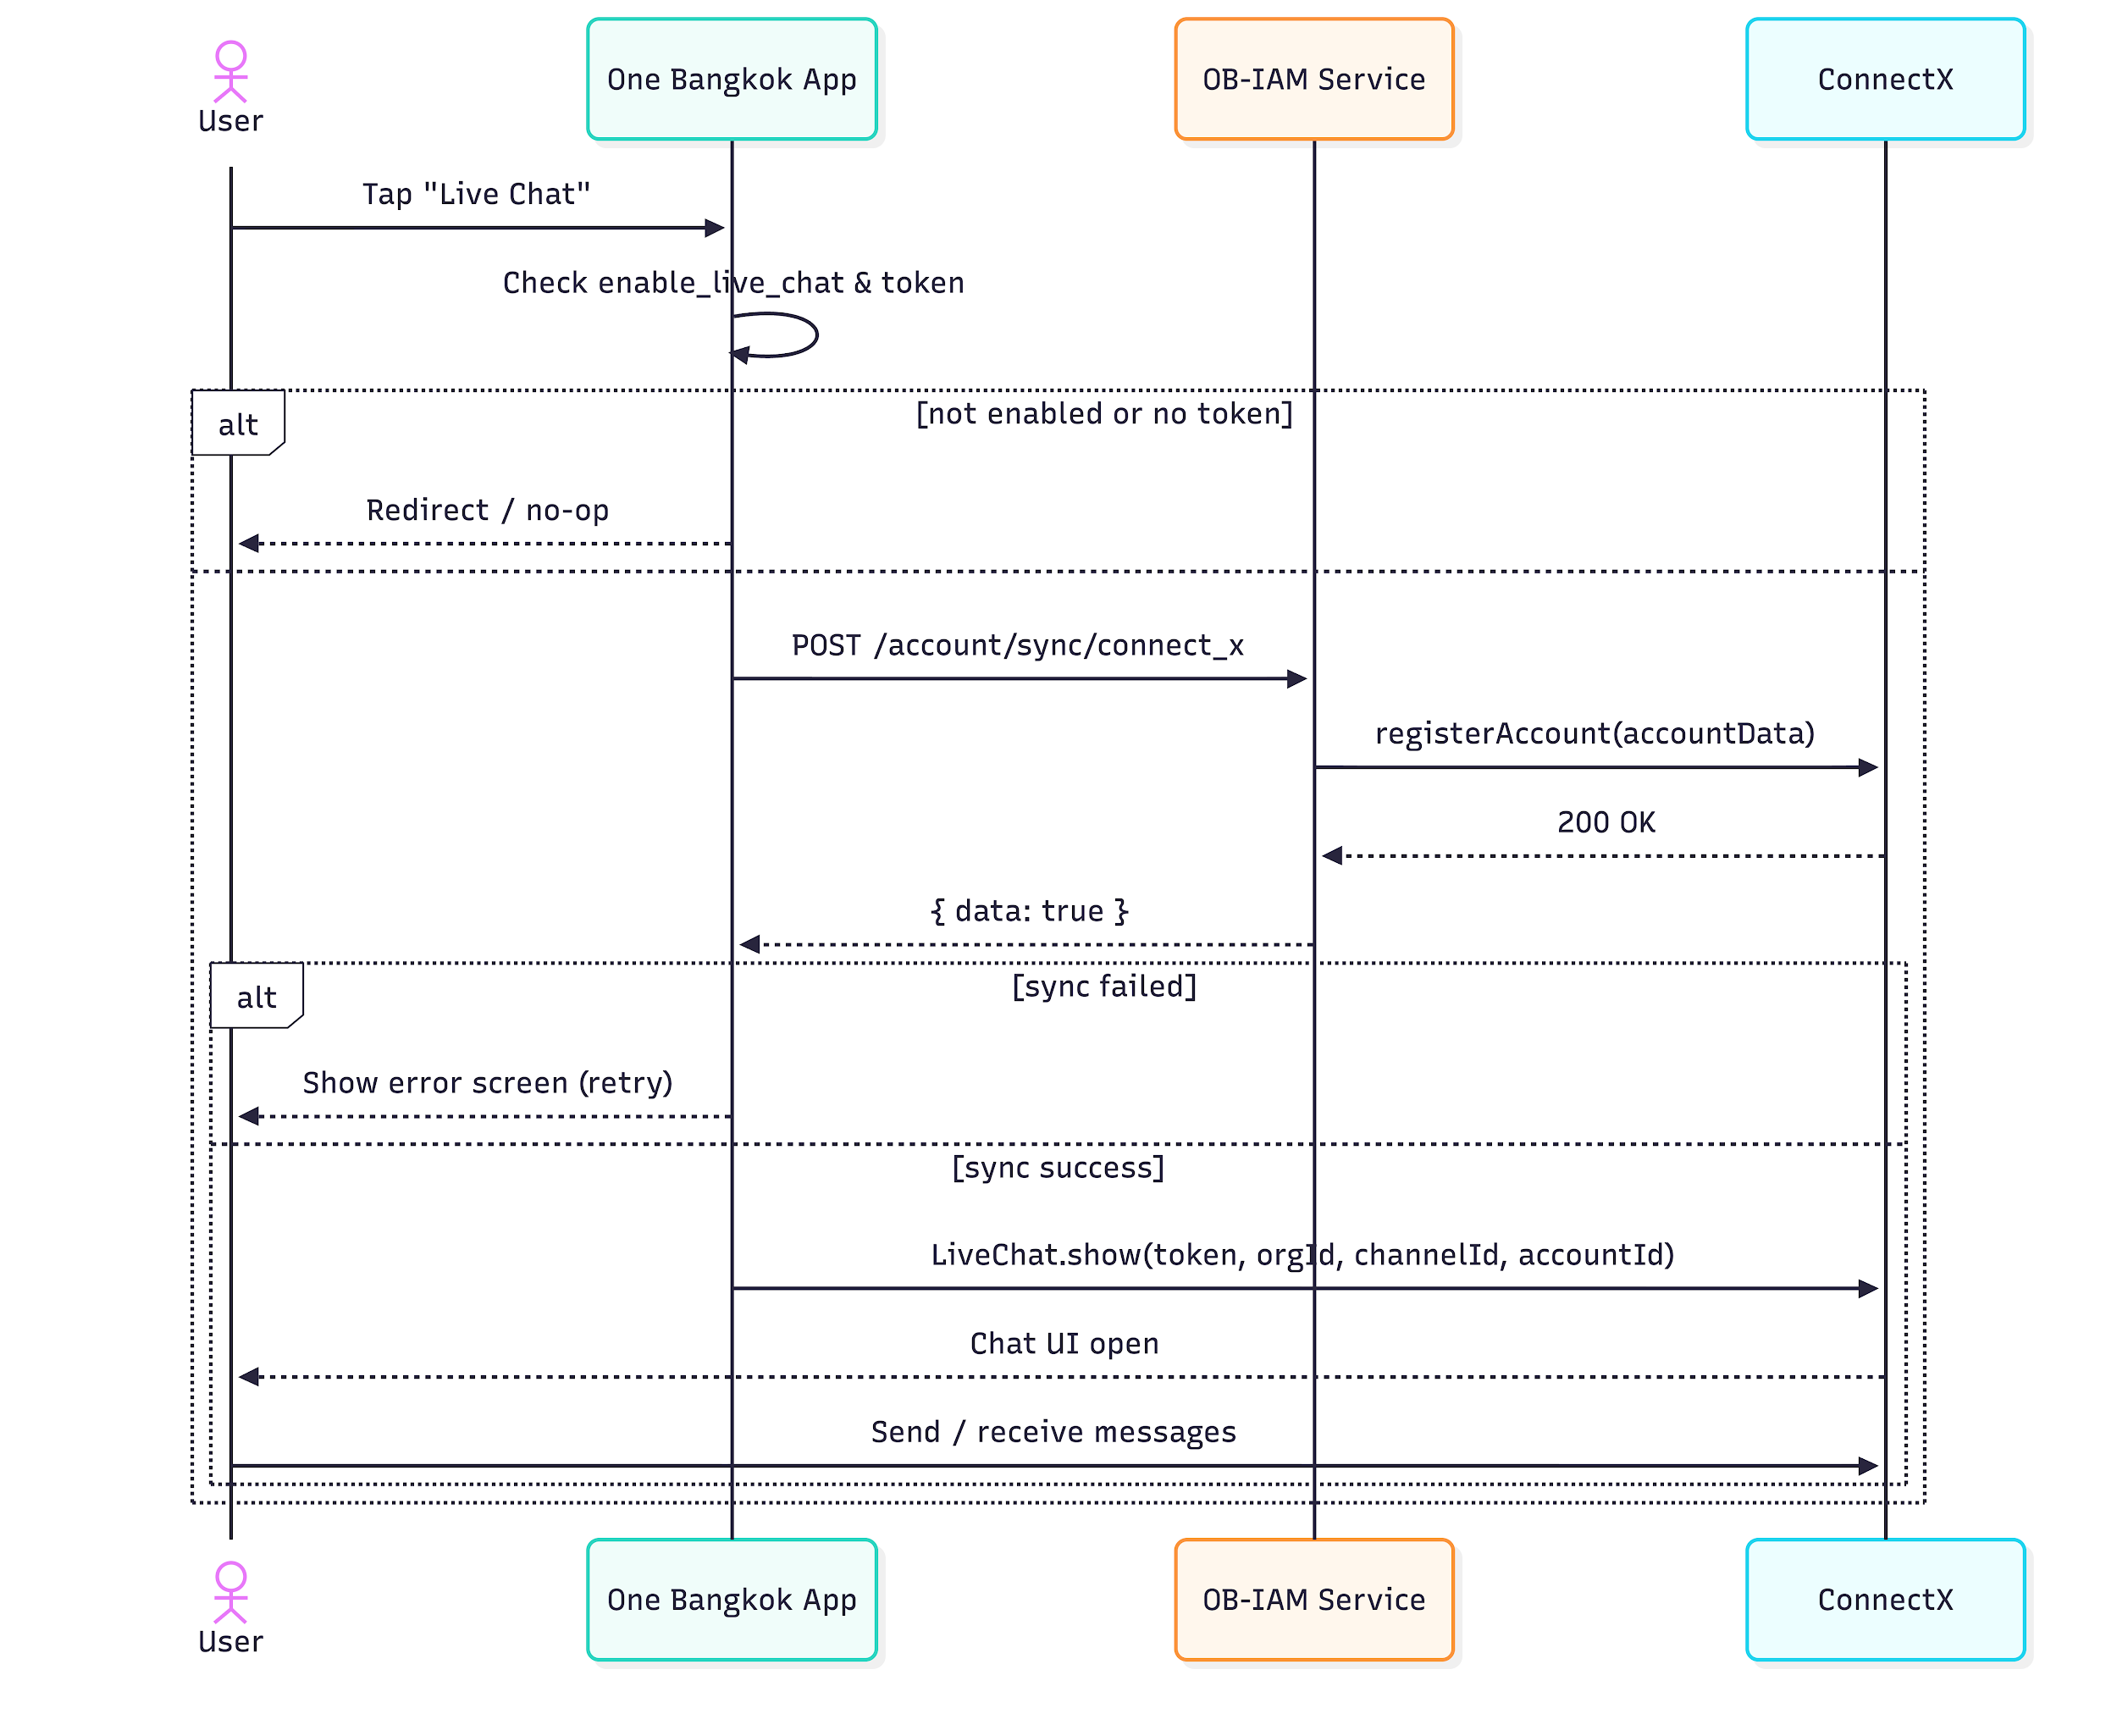 User
One Bangkok App
OB-IAM Service
ConnectX
Tap "Live Chat"
Check enable_live_chat & token
alt
[not enabled or no token]
Redirect / no-op
POST /account/sync/connect_x
registerAccount(accountData)
200 OK
{ data: true }
alt
[sync failed]
Show error screen (retry)
[sync success]
LiveChat.show(token, orgId, channelId, accountId)
Chat UI open
Send / receive messages
User
One Bangkok App
OB-IAM Service
ConnectX